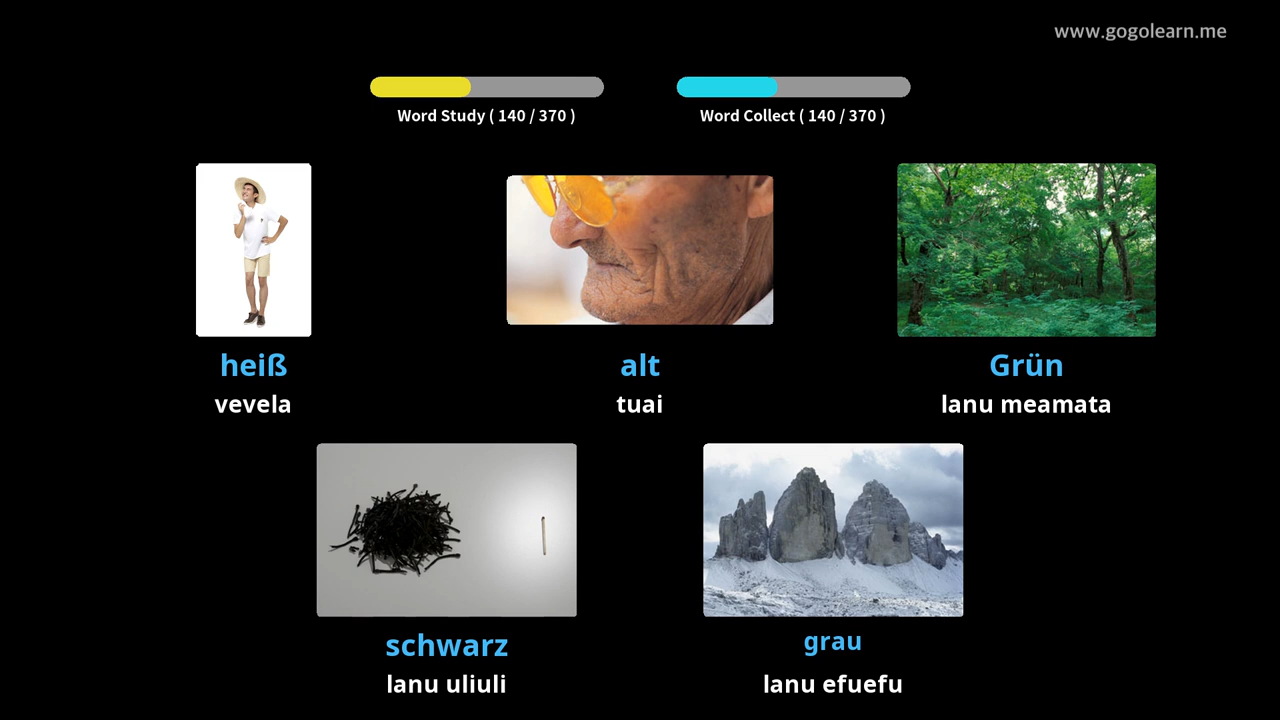 www.gogolearn.me
Word Study ( 140 / 370 )
Word Collect ( 140 / 370 )
heiß
vevela
alt
tuai
Grün
lanu meamata
schwarz
lanu uliuli
grau
lanu efuefu